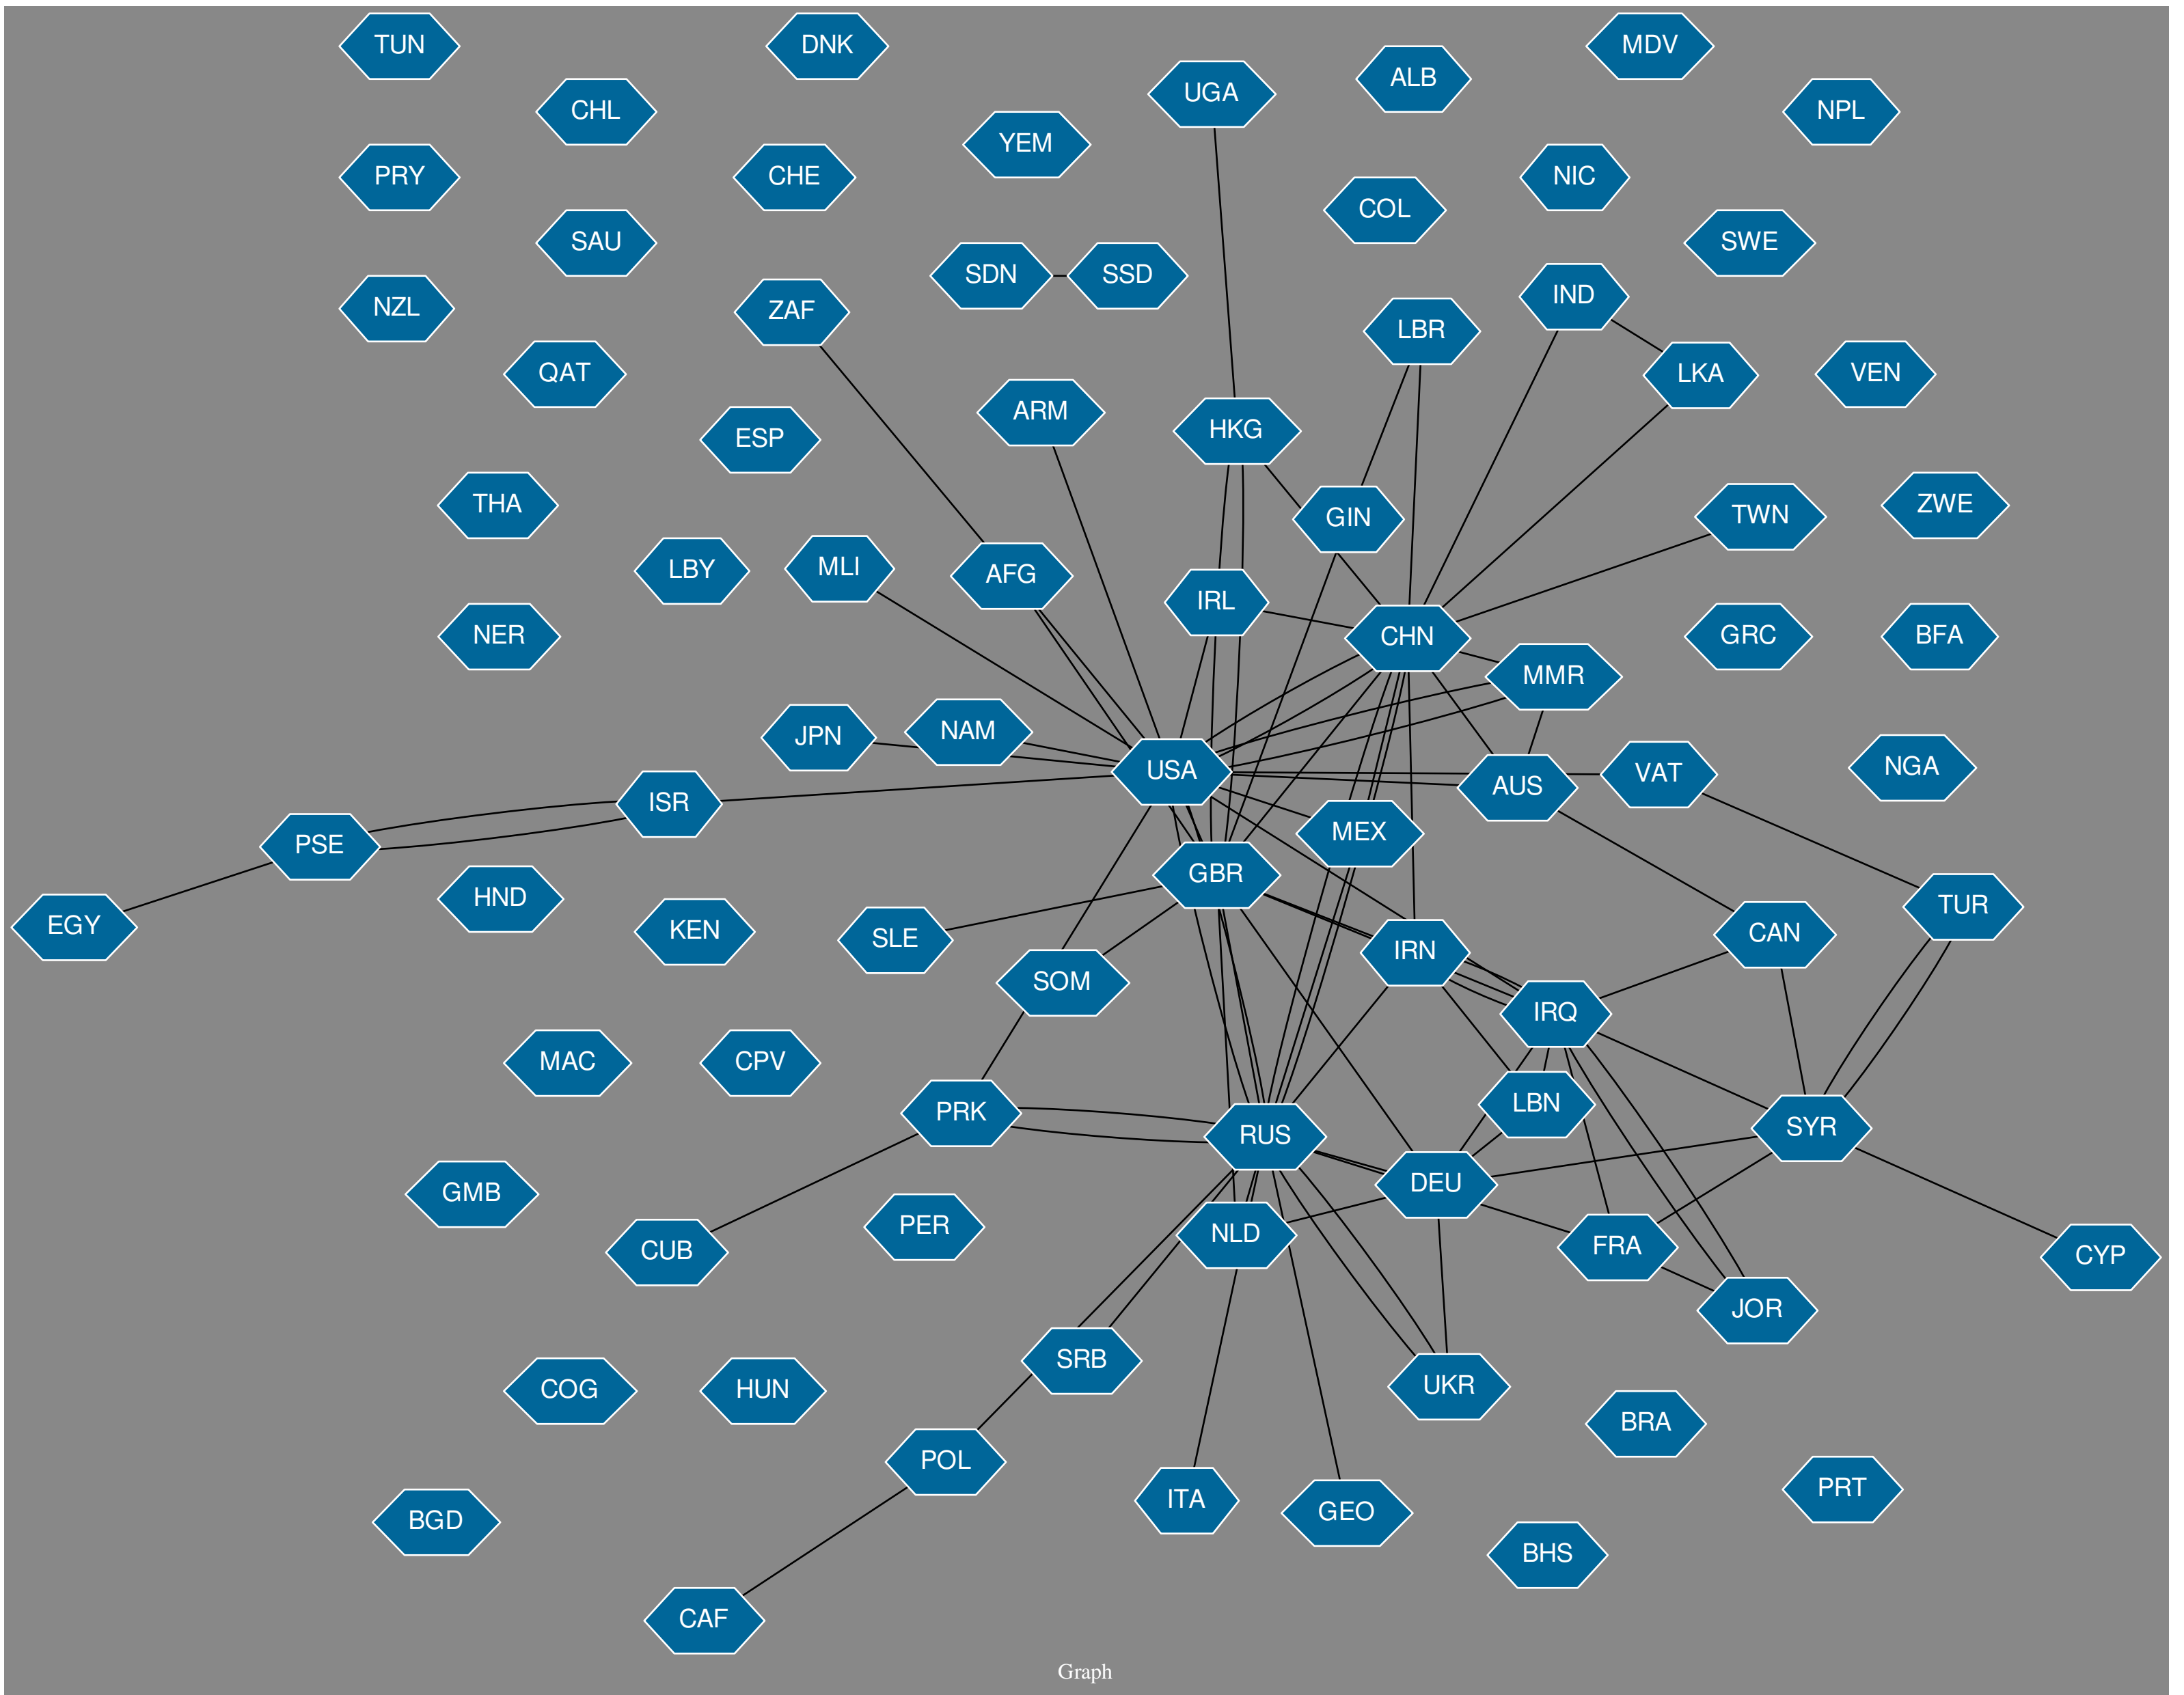 TUN
DNK
MDV
ALB
UGA
CHL
NPL
YEM
PRY
CHE
NIC
COL
SAU
SWE
SDN
SSD
IND
NZL
ZAF
LBR
QAT
LKA
VEN
ARM
HKG
ESP
THA
GIN
TWN
ZWE
LBY
MLI
AFG
IRL
NER
CHN
GRC
BFA
MMR
JPN
NAM
USA
VAT
NGA
ISR
AUS
PSE
MEX
GBR
HND
TUR
EGY
KEN
SLE
CAN
IRN
SOM
IRQ
MAC
CPV
PRK
LBN
RUS
SYR
GMB
DEU
PER
NLD
CUB
FRA
CYP
JOR
SRB
COG
HUN
UKR
BRA
POL
PRT
ITA
GEO
BGD
BHS
CAF
Graph